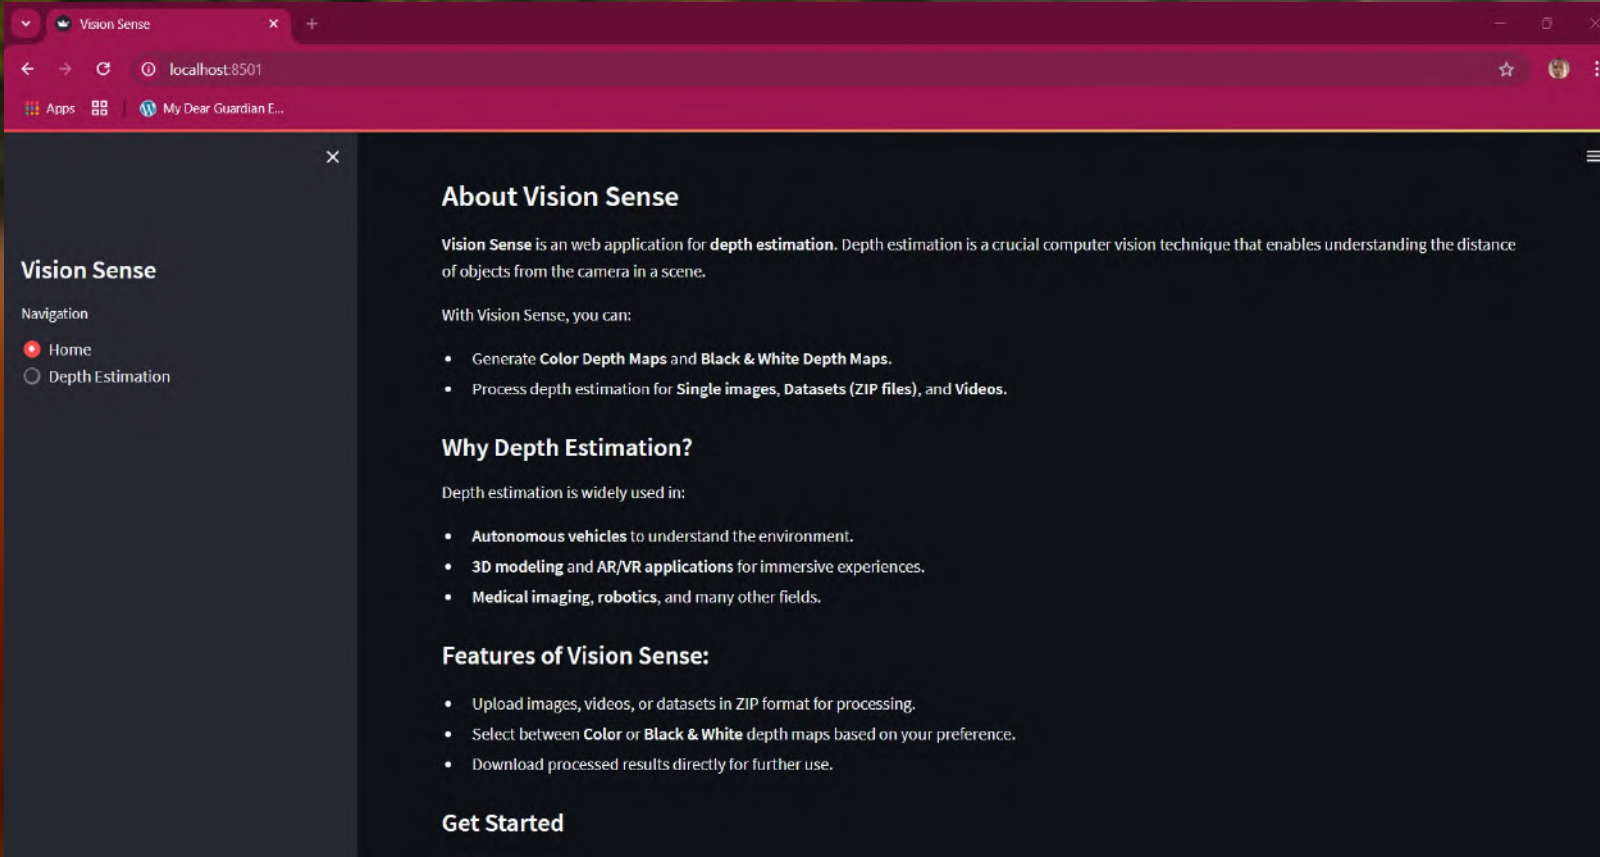 Vision Sense
localhost:8501
Apps
My Dear Guardian E...
Vision Sense
Navigation
Home
Depth Estimation
About Vision Sense
Vision Sense is an web application for depth estimation. Depth estimation is a crucial computer vision technique that enables understanding the distance
of objects from the camera in a scene.
With Vision Sense, you can:
• Generate Color Depth Maps and Black & White Depth Maps.
• Process depth estimation for Single images, Datasets (ZIP files), and Videos.
Why Depth Estimation?
Depth estimation is widely used in:
• Autonomous vehicles to understand the environment.
• 3D modeling and AR/VR applications for immersive experiences.
• Medical imaging, robotics, and many other fields.
Features of Vision Sense:
• Upload images, videos, or datasets in ZIP format for processing.
• Select between Color or Black & White depth maps based on your preference.
• Download processed results directly for further use.
Get Started